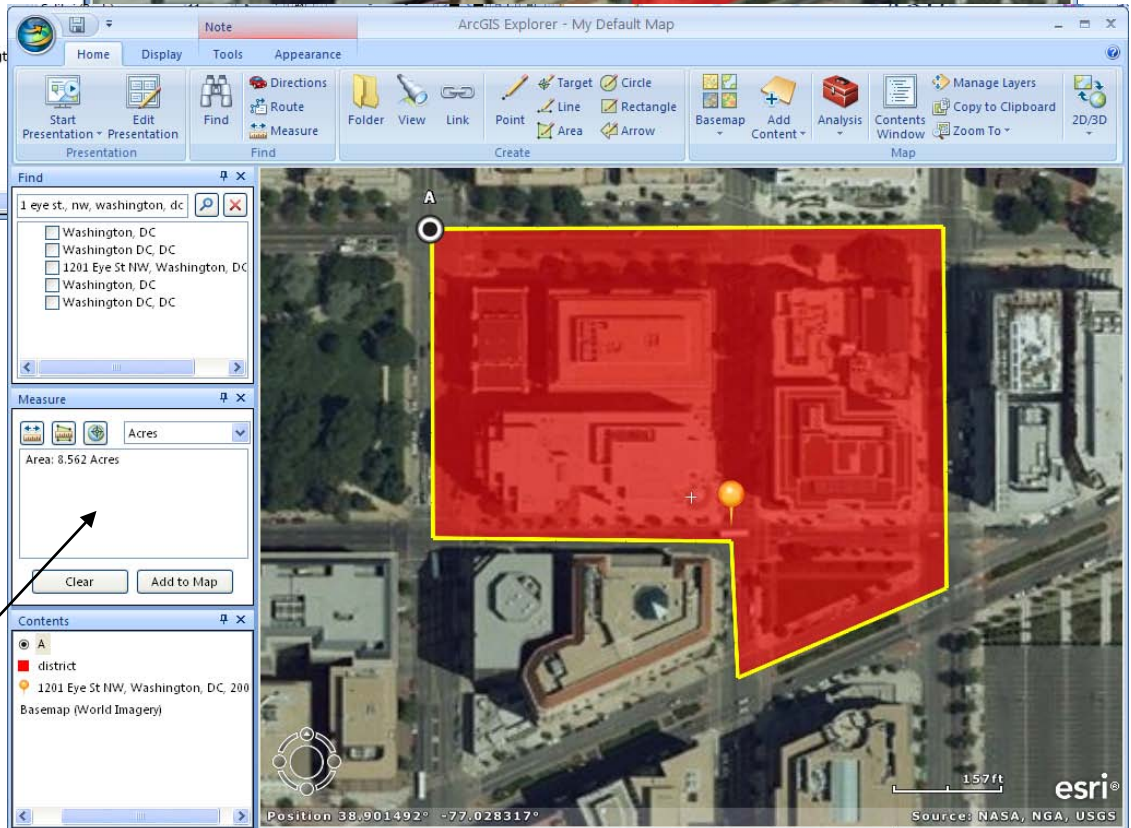 Note
ArcGIS Explorer - My Default Map
Home Display Tools Appearance
Start Presentation
Edit Presentation
Presentation
Find
Directions
Route
Measure
Find
Folder
View
Link
Point
Target
Line
Area
Circle
Rectangle
Arrow
Create
Basemap
Add Content
Analysis
Contents Window
Manage Layers
Copy to Clipboard
Zoom To
Map
2D/3D
Find
1 eye st., nw, washington, dc
Washington, DC
Washington DC, DC
1201 Eye St NW, Washington, DC
Washington, DC
Washington DC, DC
Measure
Acres
Area: 8.562 Acres
Clear
Add to Map
Contents
A
district
1201 Eye St NW, Washington, DC, 200
Basemap (World Imagery)
A
157ft
esri
Position 38.901492° -77.028317°
Source: NASA, NGA, USGS